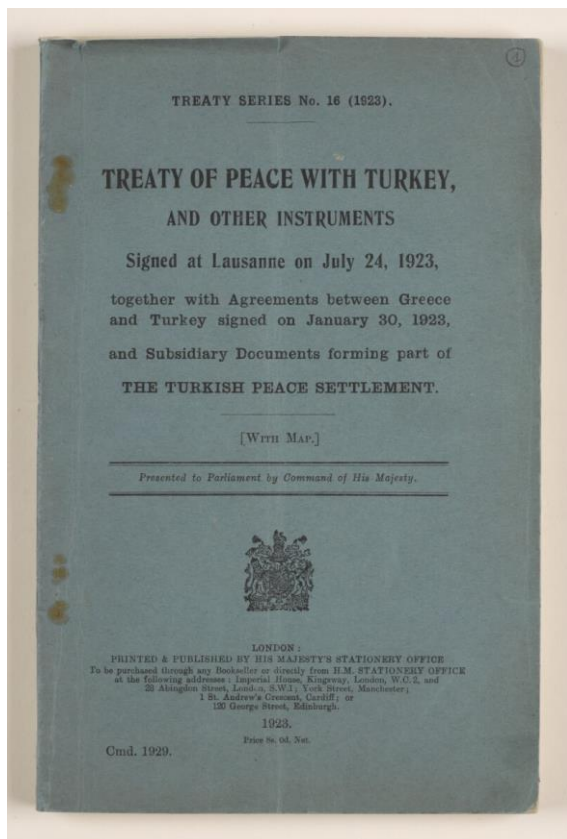 1
TREATY SERIES No. 16 (1923).
TREATY OF PEACE WITH TURKEY,
AND OTHER INSTRUMENTS
Signed at Lausanne on July 24, 1923,
together with Agreements between Greece
and Turkey signed on January 30, 1923,
and Subsidiary Documents forming part of
THE TURKISH PEACE SETTLEMENT.
[WITH MAP.]
Presented to Parliament by Command of His Majesty.
LONDON:
PRINTED & PUBLISHED BY HIS MAJESTY'S STATIONERY OFFICE
To be purchased through any Bookseller or directly from H.M. STATIONERY OFFICE
at the following addresses: Imperial House, Kingsway, London, W.C.2, and
28 Abingdon Street, London, S.W.1; York Street, Manchester;
1 St. Andrew's Crescent, Cardiff; or
120 George Street, Edinburgh.
1923.
Price Net.
Cmd. 1929.